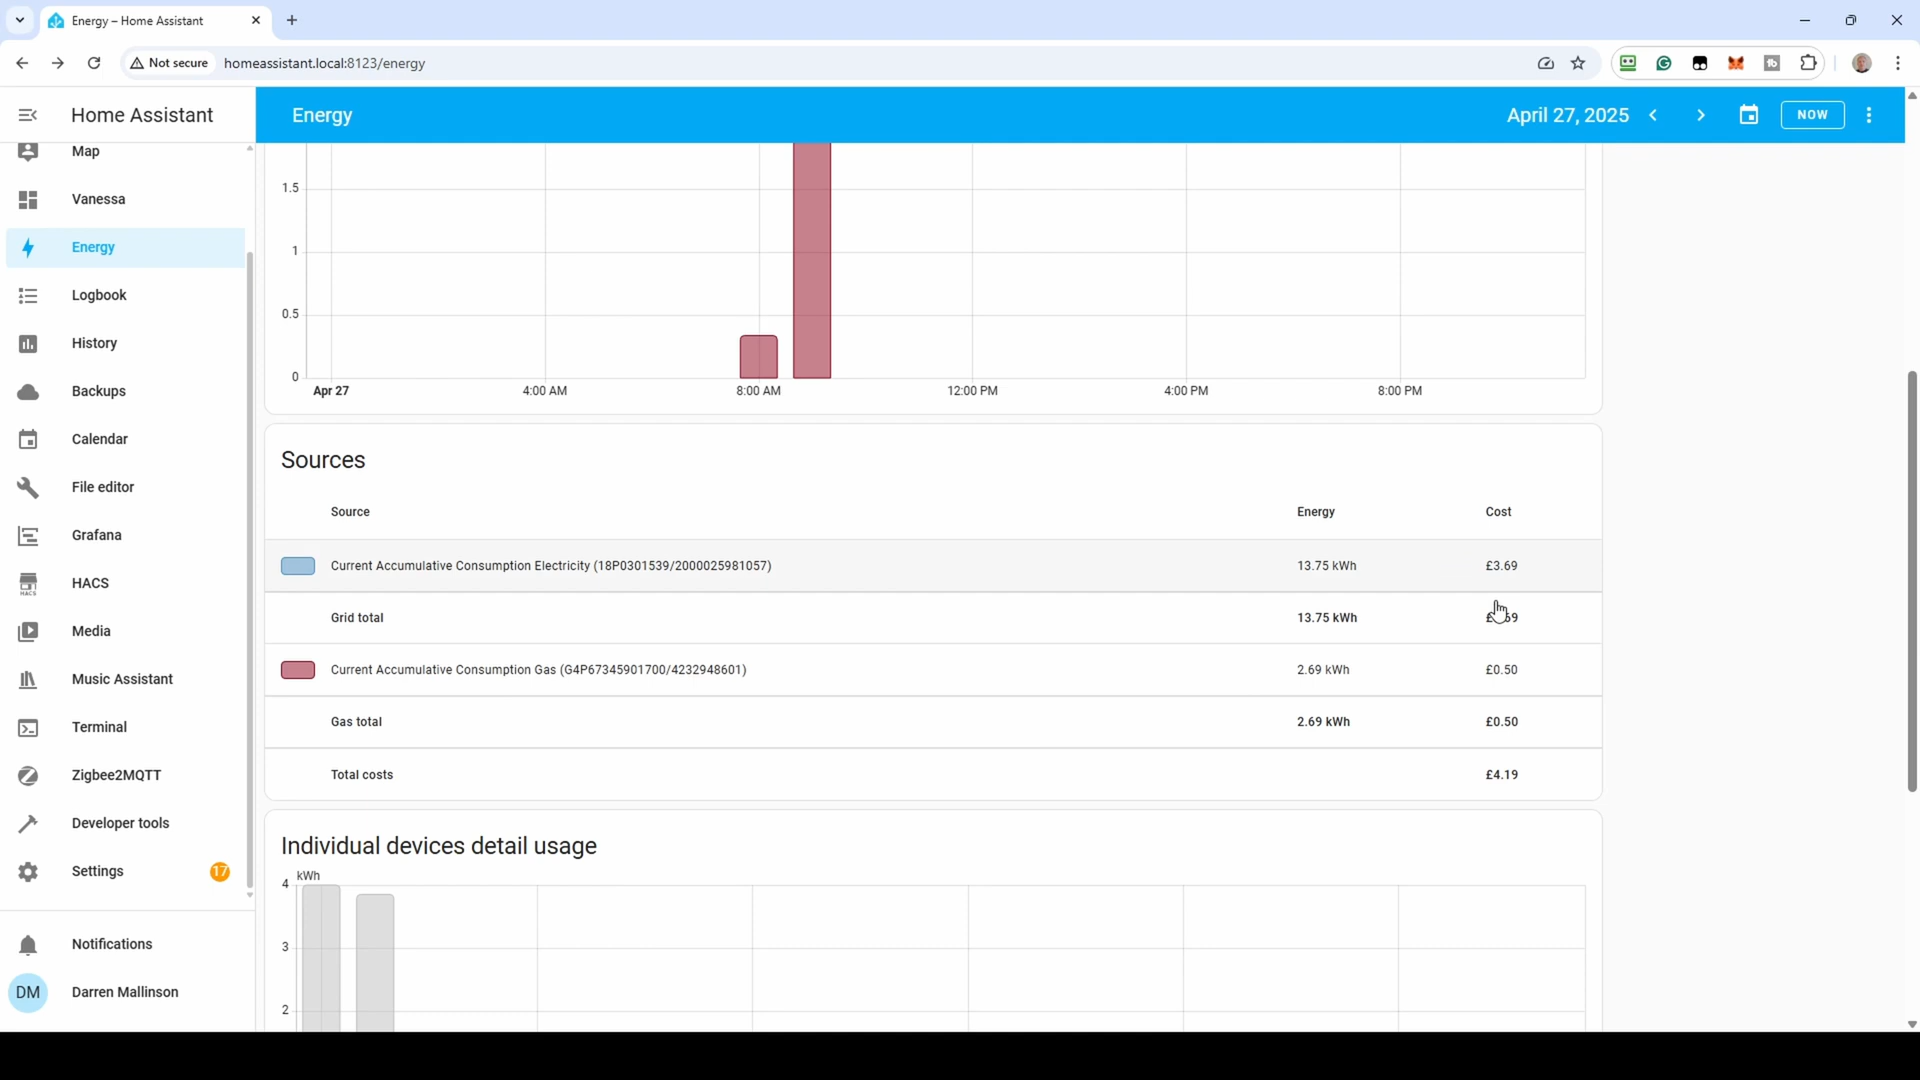 Energy – Home Assistant
Not secure
homeassistant.local:8123/energy
Home Assistant
Energy
April 27, 2025
NOW
Map
Vanessa
Energy
Logbook
History
Backups
Calendar
File editor
Grafana
HACS
HACS
Media
Music Assistant
Terminal
Zigbee2MQTT
Developer tools
Settings
17
Notifications
DM
Darren Mallinson
1.5
1
0.5
0
Apr 27
4:00 AM
8:00 AM
12:00 PM
4:00 PM
8:00 PM
Sources
Source
Energy
Cost
Current Accumulative Consumption Electricity (18P0301539/2000025981057)
13.75 kWh
£3.69
Grid total
13.75 kWh
Current Accumulative Consumption Gas (G4P67345901700/4232948601)
2.69 kWh
£0.50
Gas total
2.69 kWh
£0.50
Total costs
£4.19
Individual devices detail usage
kWh
4
3
2